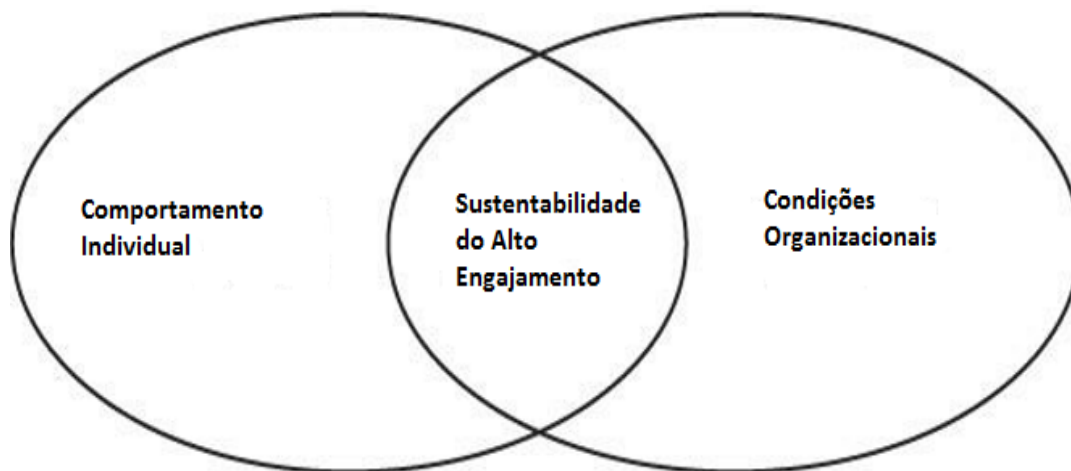 Comportamento
Individual
Sustentabilidade
do Alto
Engajamento
Condições
Organizacionais